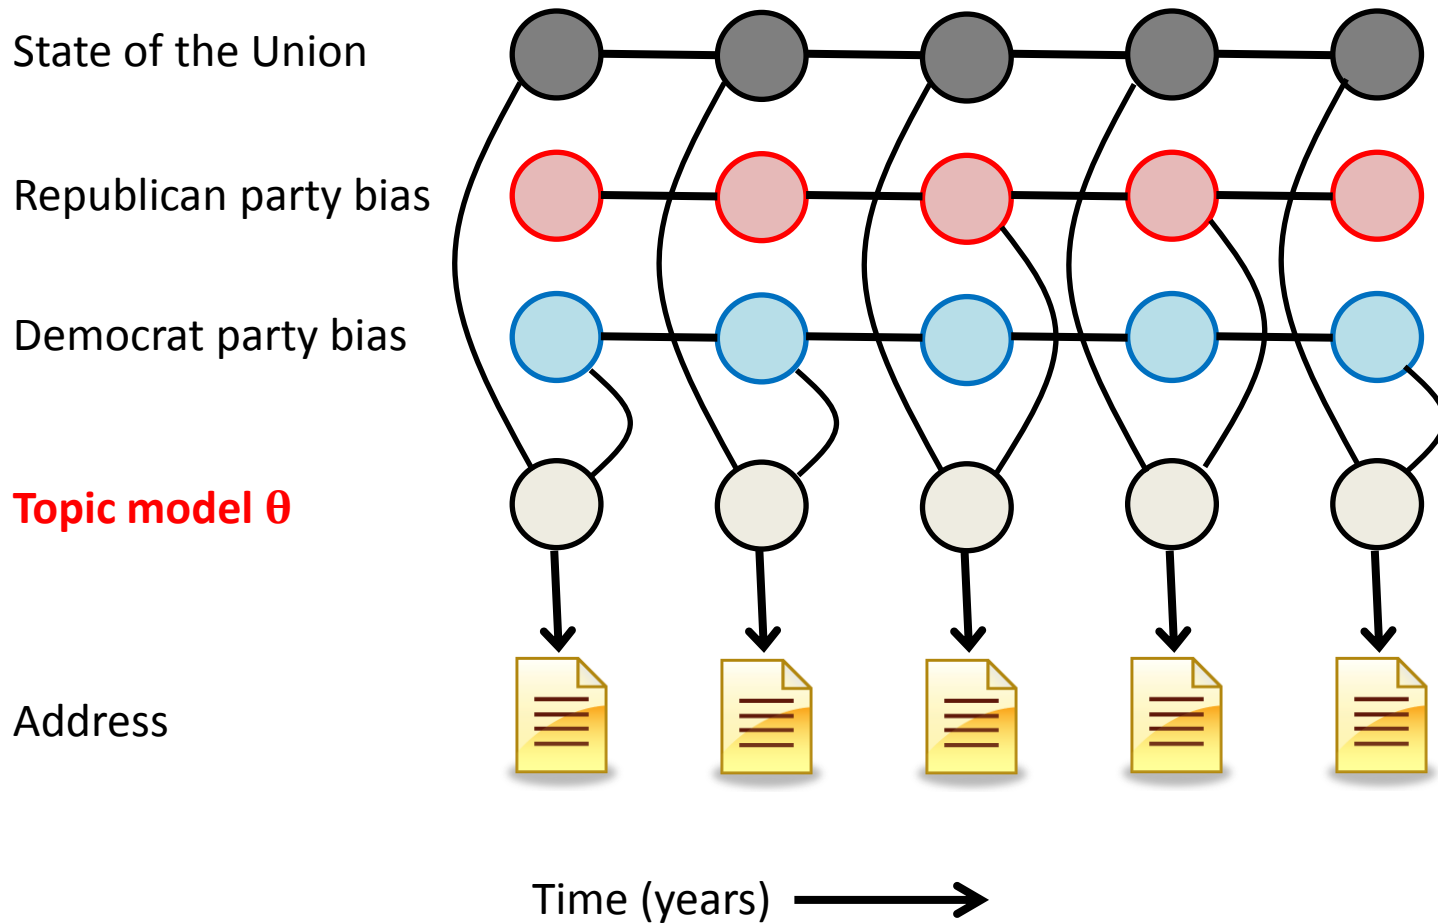 State of the Union
Republican party bias
Democrat party bias
Topic model θ
Address
Time (years)